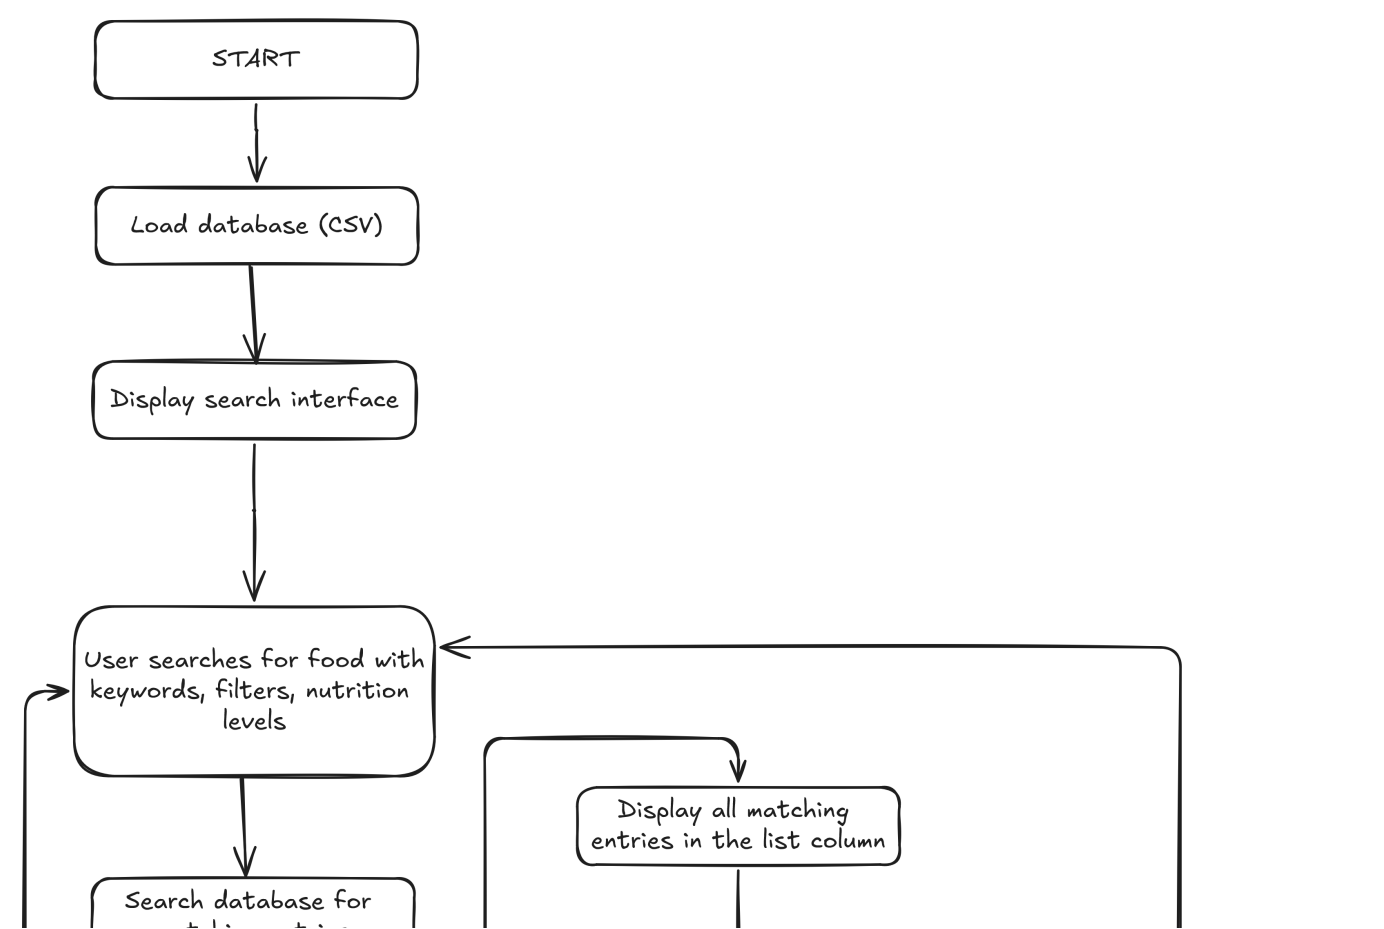 START
Load database (CSV)
Display search interface
User searches for food with
keywords, filters, nutrition
levels
Display all matching
entries in the list column
Search database for